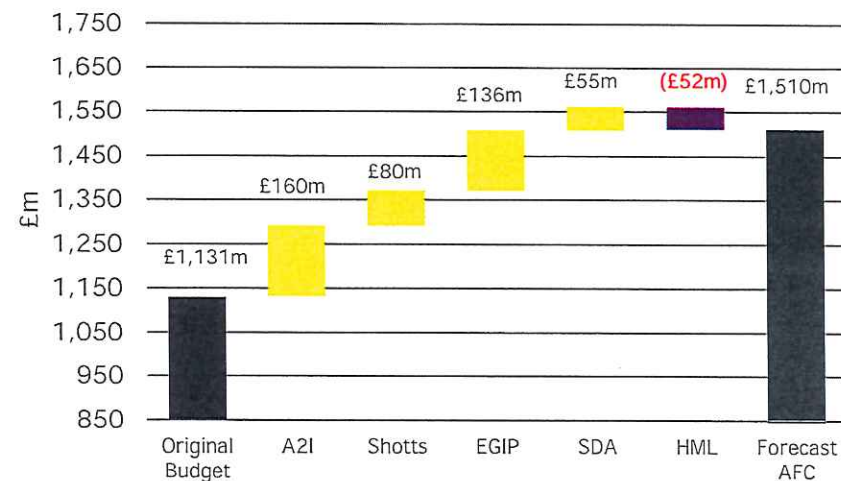 1,750
1,650
1,550
1,450
1,350
1,250
1,150
1,050
950
850
£m
£1,131m
£160m
£80m
£136m
£55m
(£52m)
£1,510m
Original
Budget
A2I
Shotts
EGIP
SDA
HML
Forecast
AFC